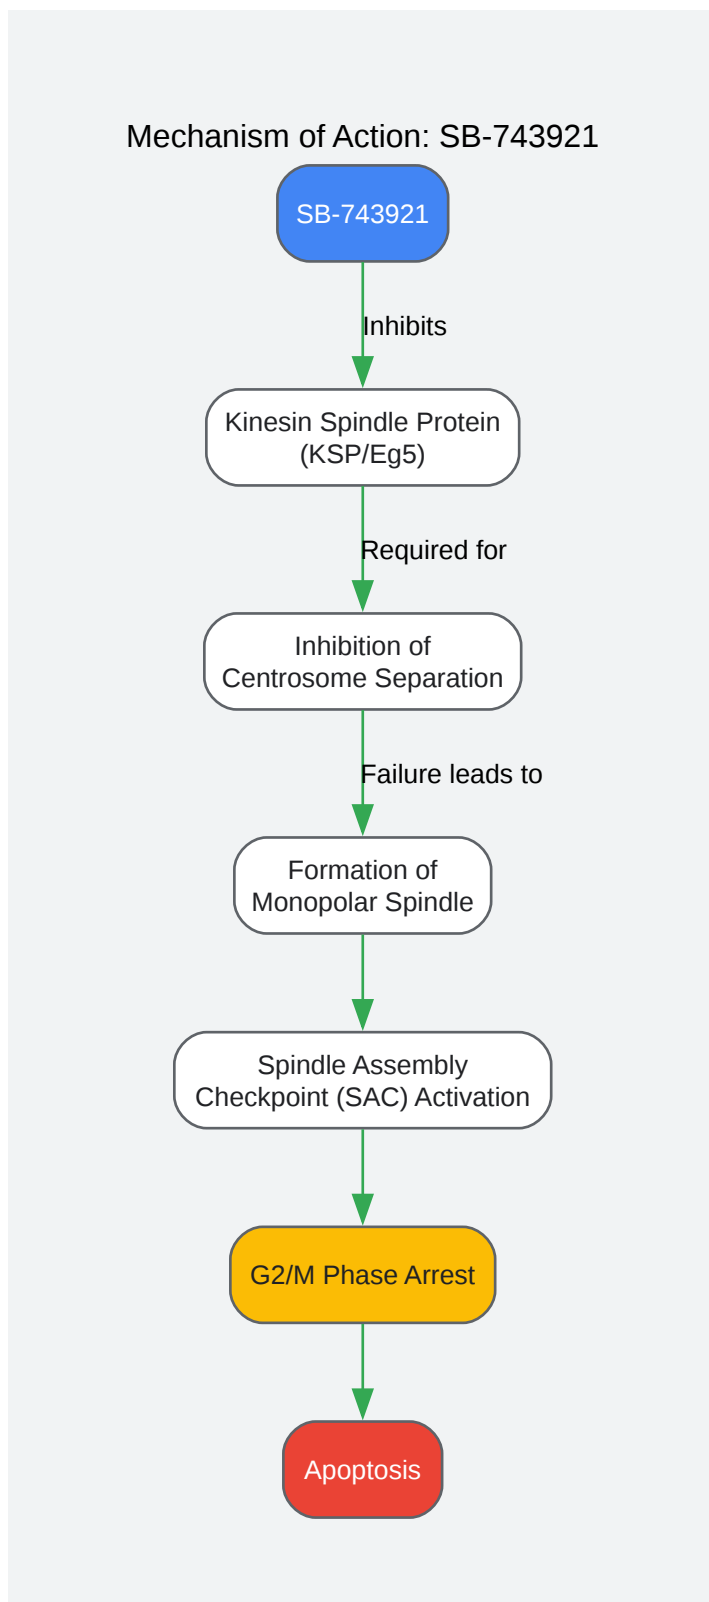 Mechanism of Action: SB-743921
SB-743921
Inhibits
Kinesin Spindle Protein
(KSP/Eg5)
Required for
Inhibition of
Centrosome Separation
Failure leads to
Formation of
Monopolar Spindle
Spindle Assembly
Checkpoint (SAC) Activation
G2/M Phase Arrest
Apoptosis